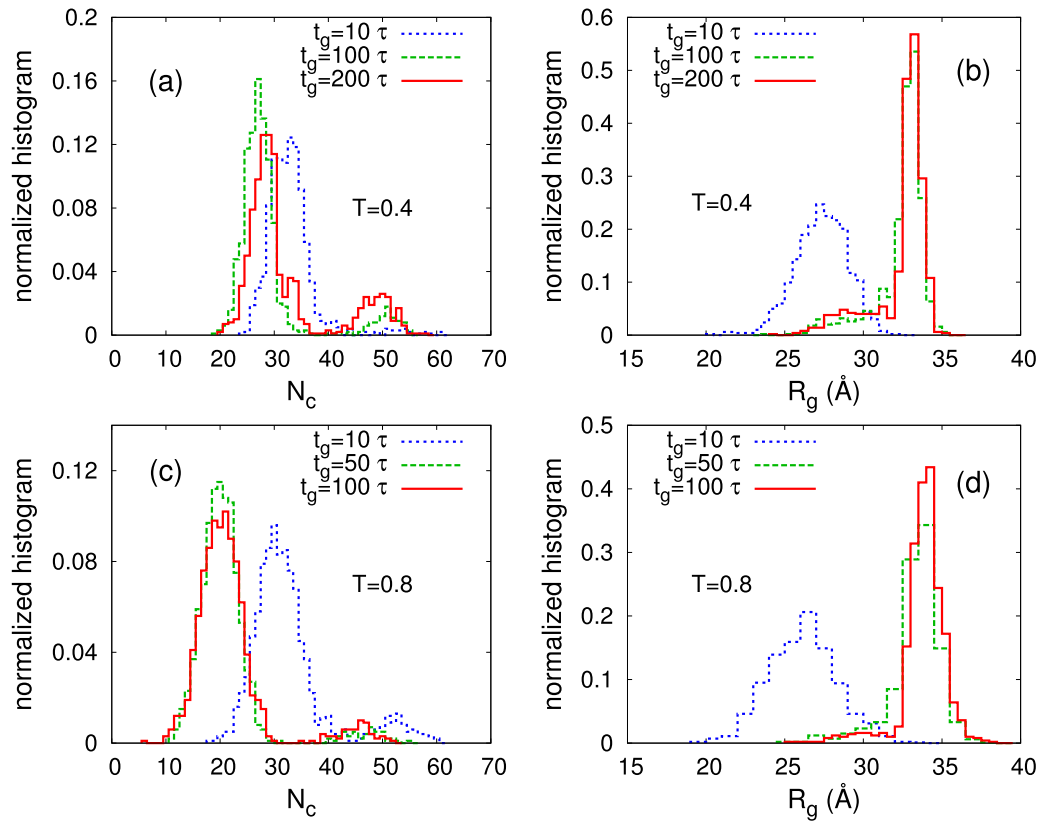 normalized histogram
0.2
0.16
0.12
0.08
0.04
0
(a)
t_g=10 τ
t_g=100 τ
t_g=200 τ
T=0.4
0 10 20 30 40 50 60 70
N_c
normalized histogram
0.6
0.5
0.4
0.3
0.2
0.1
0
t_g=10 τ
t_g=100 τ
t_g=200 τ
(b)
T=0.4
15 20 25 30 35 40
R_g (Å)
normalized histogram
0.12
0.08
0.04
0
(c)
t_g=10 τ
t_g=50 τ
t_g=100 τ
T=0.8
0 10 20 30 40 50 60 70
N_c
normalized histogram
0.5
0.4
0.3
0.2
0.1
0
t_g=10 τ
t_g=50 τ
t_g=100 τ
(d)
T=0.8
15 20 25 30 35 40
R_g (Å)